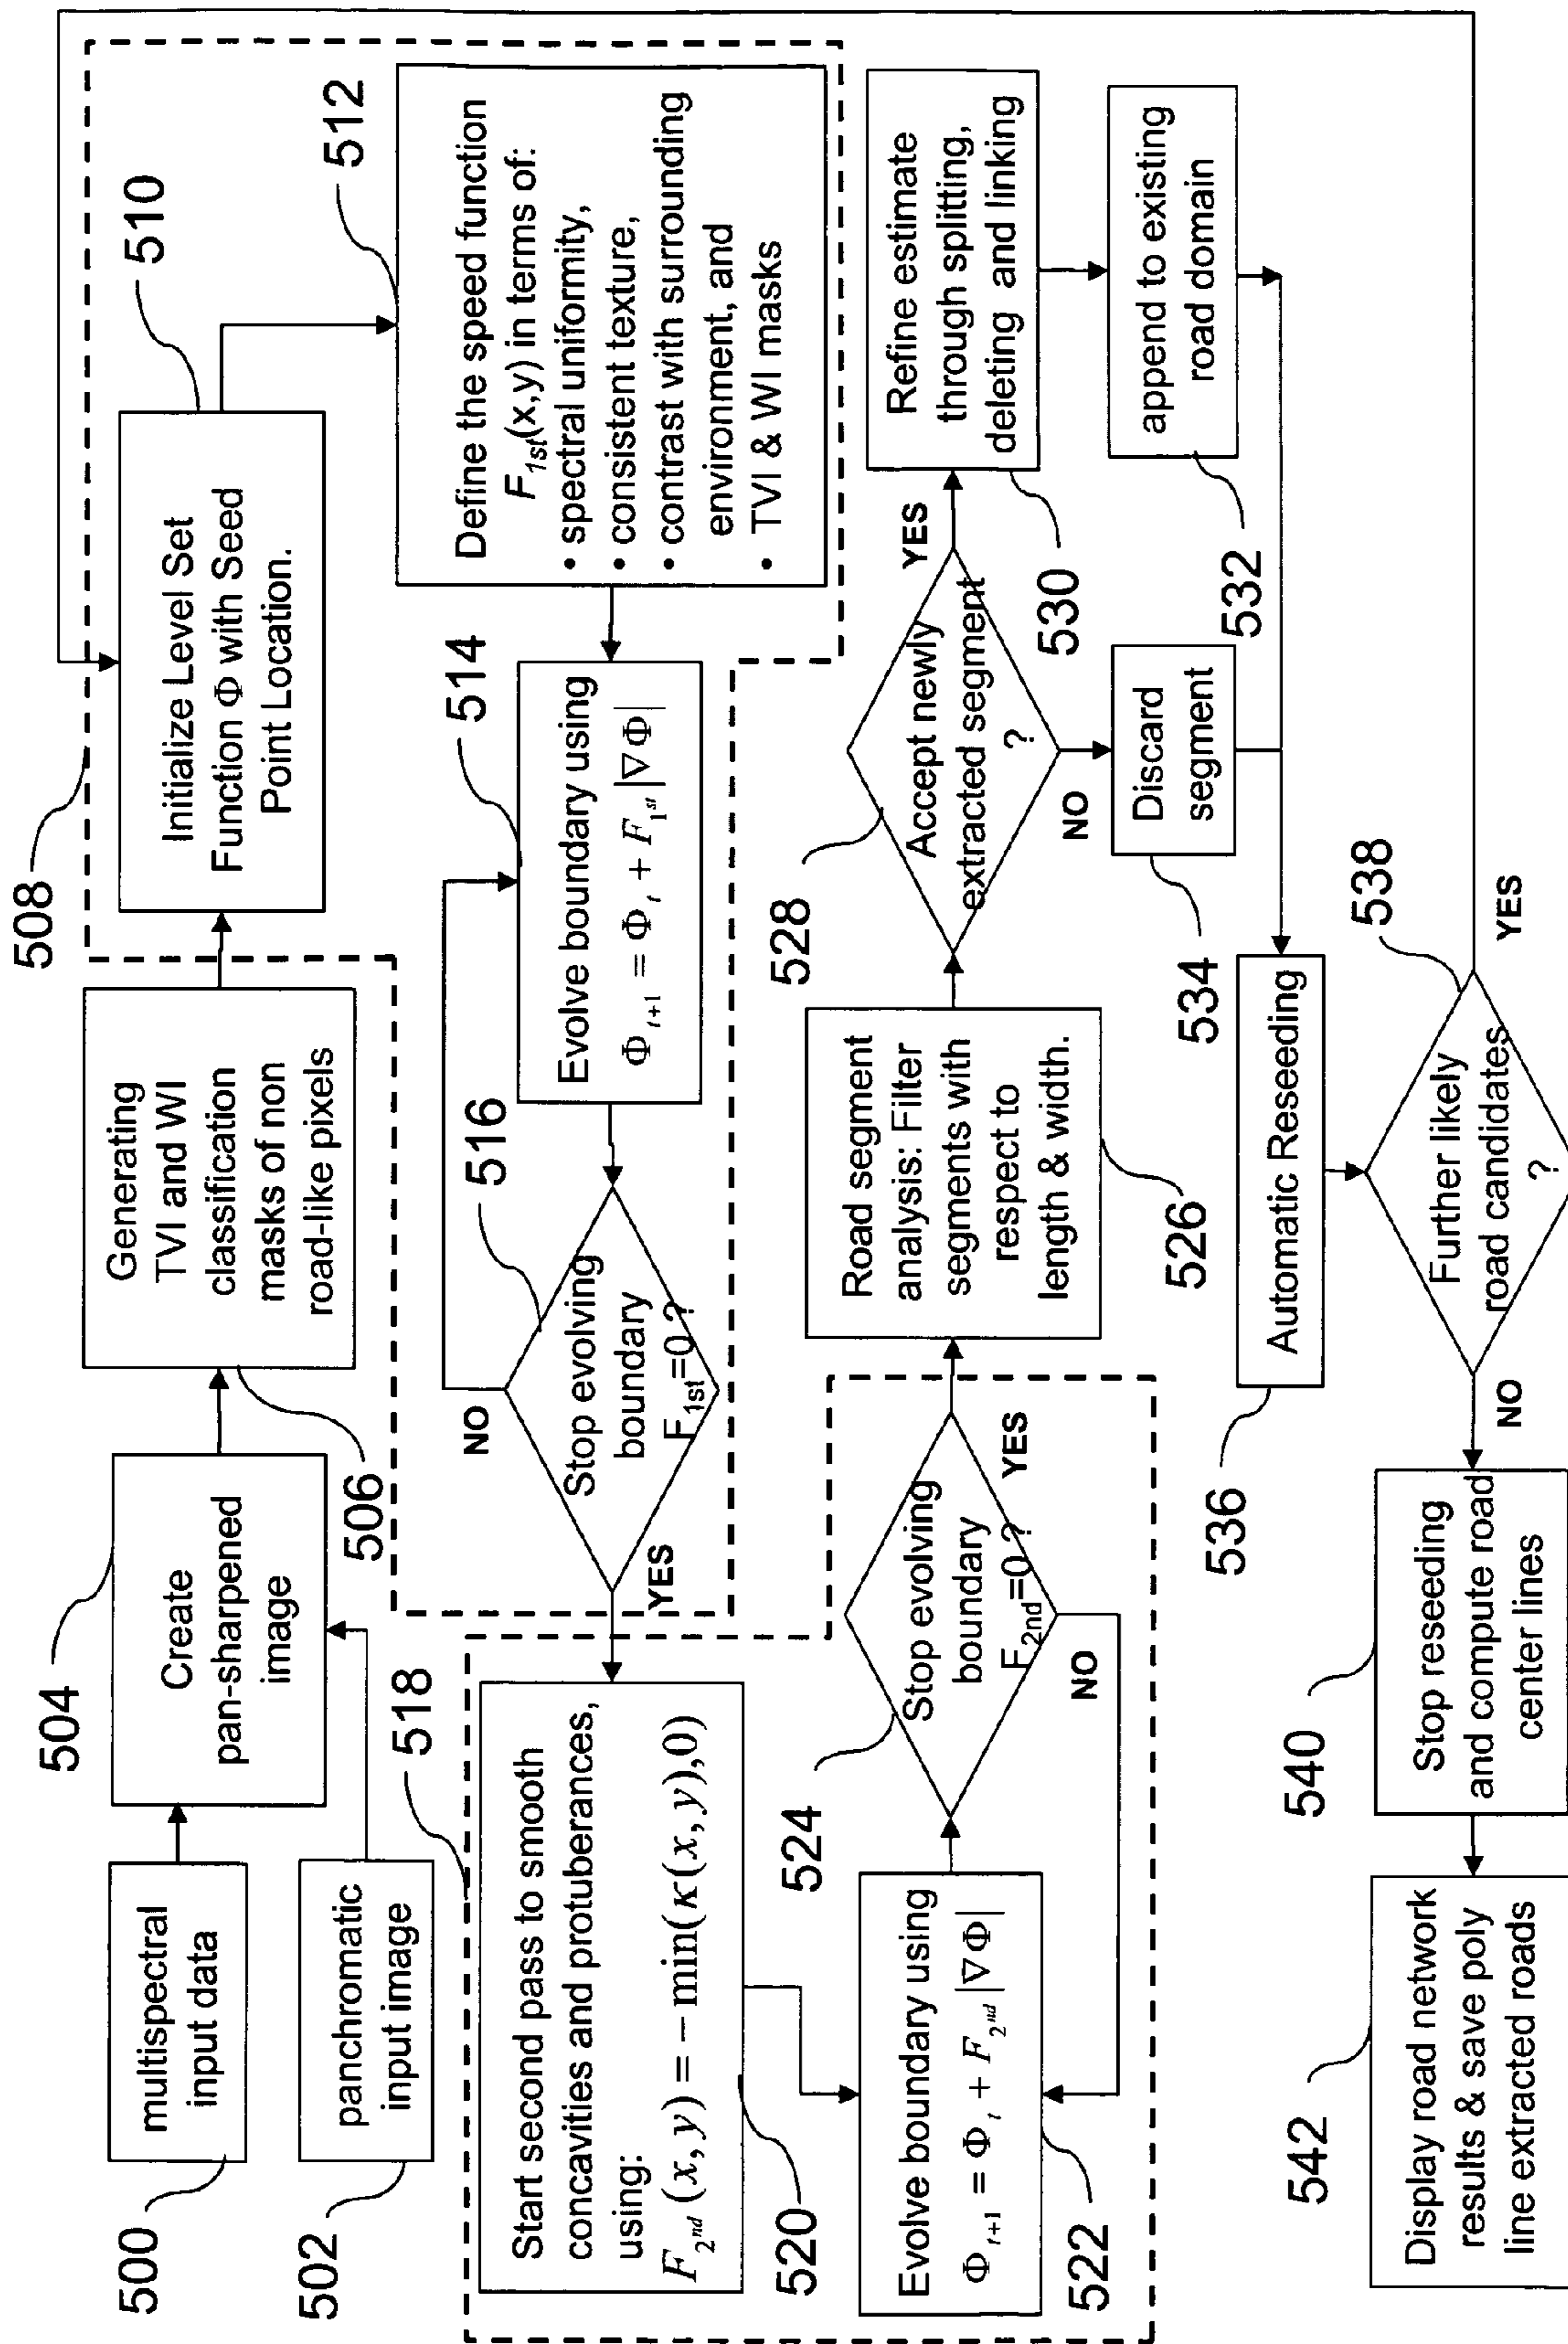 500
multispectral
input data
502
panchromatic
input image
504
Create
pan-sharpened
image
506
Generating
TVI and WI
classification
masks of non
road-like pixels
508
510
Initialize Level Set
Function Φ with Seed
Point Location.
512
Define the speed function
F1st(x,y) in terms of:
• spectral uniformity,
• consistent texture,
• contrast with surrounding
environment, and
• TVI & WI masks
514
Evolve boundary using
Φt+1 = Φt + F1st |∇Φ|
516
Stop evolving
boundary
F1st=0 ?
NO
YES
518
Start second pass to smooth
concavities and protuberances,
using:
F2nd (x, y) = − min(κ(x, y),0)
520
522
Evolve boundary using
Φt+1 = Φt + F2nd |∇Φ|
524
Stop evolving
boundary
F2nd=0 ?
YES
NO
526
Road segment
analysis: Filter
segments with
respect to
length & width.
528
Accept newly
extracted segment
?
YES
NO
530
Refine estimate
through splitting,
deleting and linking
532
append to existing
road domain
534
Discard
segment
536
Automatic Reseeding
538
Further likely
road candidates
?
YES
NO
540
Stop reseeding
and compute road
center lines
542
Display road network
results & save poly
line extracted roads